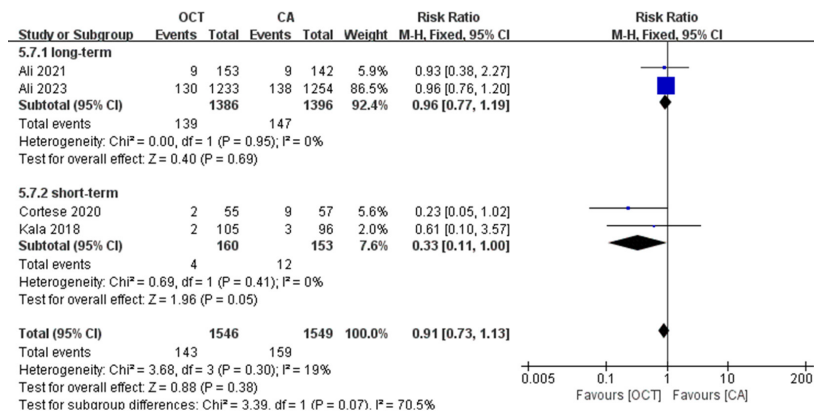 OCT CA Risk Ratio Risk Ratio
Study or Subgroup Events Total Events Total Weight M-H, Fixed, 95% CI M-H, Fixed, 95% CI
5.7.1 long-term
Ali 2021 9 153 9 142 5.9% 0.93 [0.38, 2.27]
Ali 2023 130 1233 138 1254 86.5% 0.96 [0.76, 1.20]
Subtotal (95% CI) 1386 1396 92.4% 0.96 [0.77, 1.19]
Total events 139 147
Heterogeneity: Chi² = 0.00, df = 1 (P = 0.95); I² = 0%
Test for overall effect: Z = 0.40 (P = 0.69)
5.7.2 short-term
Cortese 2020 2 55 9 57 5.6% 0.23 [0.05, 1.02]
Kala 2018 2 105 3 96 2.0% 0.61 [0.10, 3.57]
Subtotal (95% CI) 160 153 7.6% 0.33 [0.11, 1.00]
Total events 4 12
Heterogeneity: Chi² = 0.69, df = 1 (P = 0.41); I² = 0%
Test for overall effect: Z = 1.96 (P = 0.05)
Total (95% CI) 1546 1549 100.0% 0.91 [0.73, 1.13]
Total events 143 159
Heterogeneity: Chi² = 3.68, df = 3 (P = 0.30); I² = 19%
Test for overall effect: Z = 0.88 (P = 0.38)
Test for subgroup differences: Chi² = 3.39, df = 1 (P = 0.07), I² = 70.5%
0.005 0.1 1 10 200
Favours [OCT] Favours [CA]